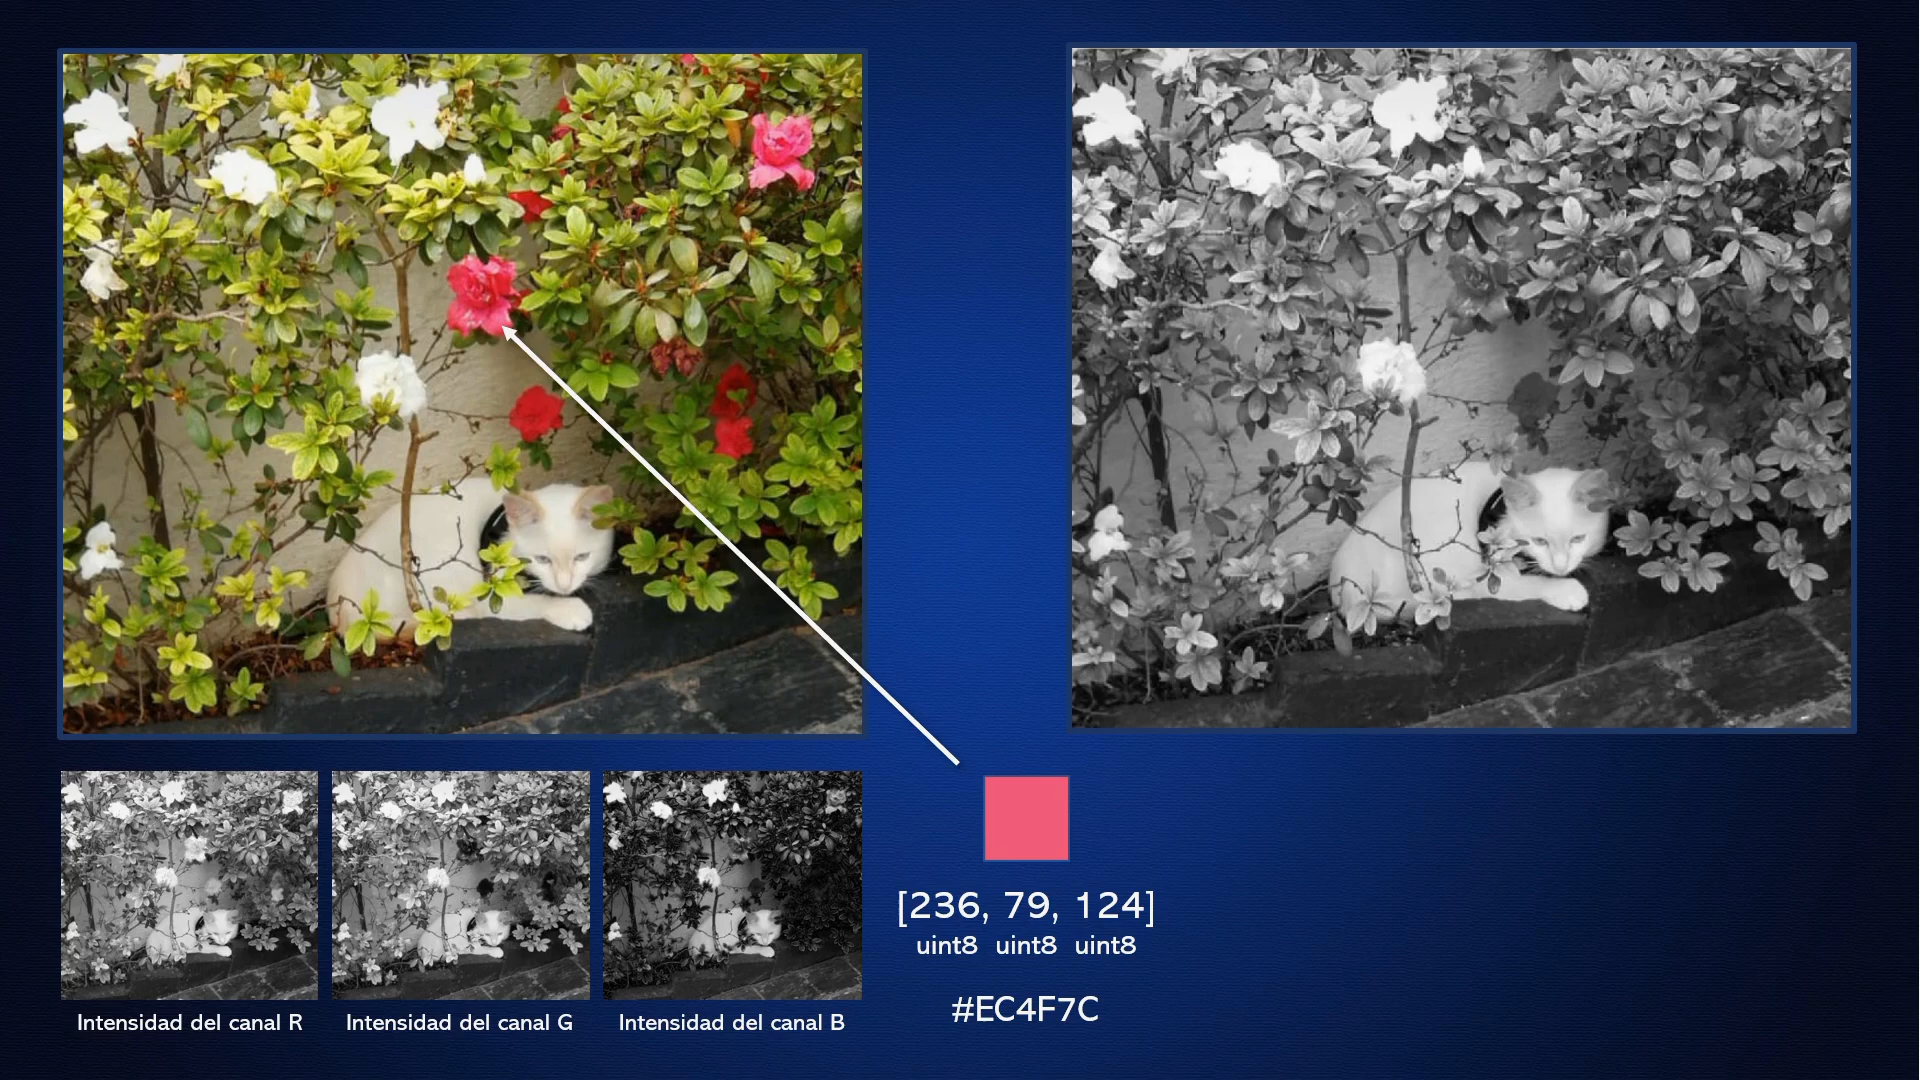 Intensidad del canal R
Intensidad del canal G
Intensidad del canal B
[236, 79, 124]
uint8 uint8 uint8
#EC4F7C